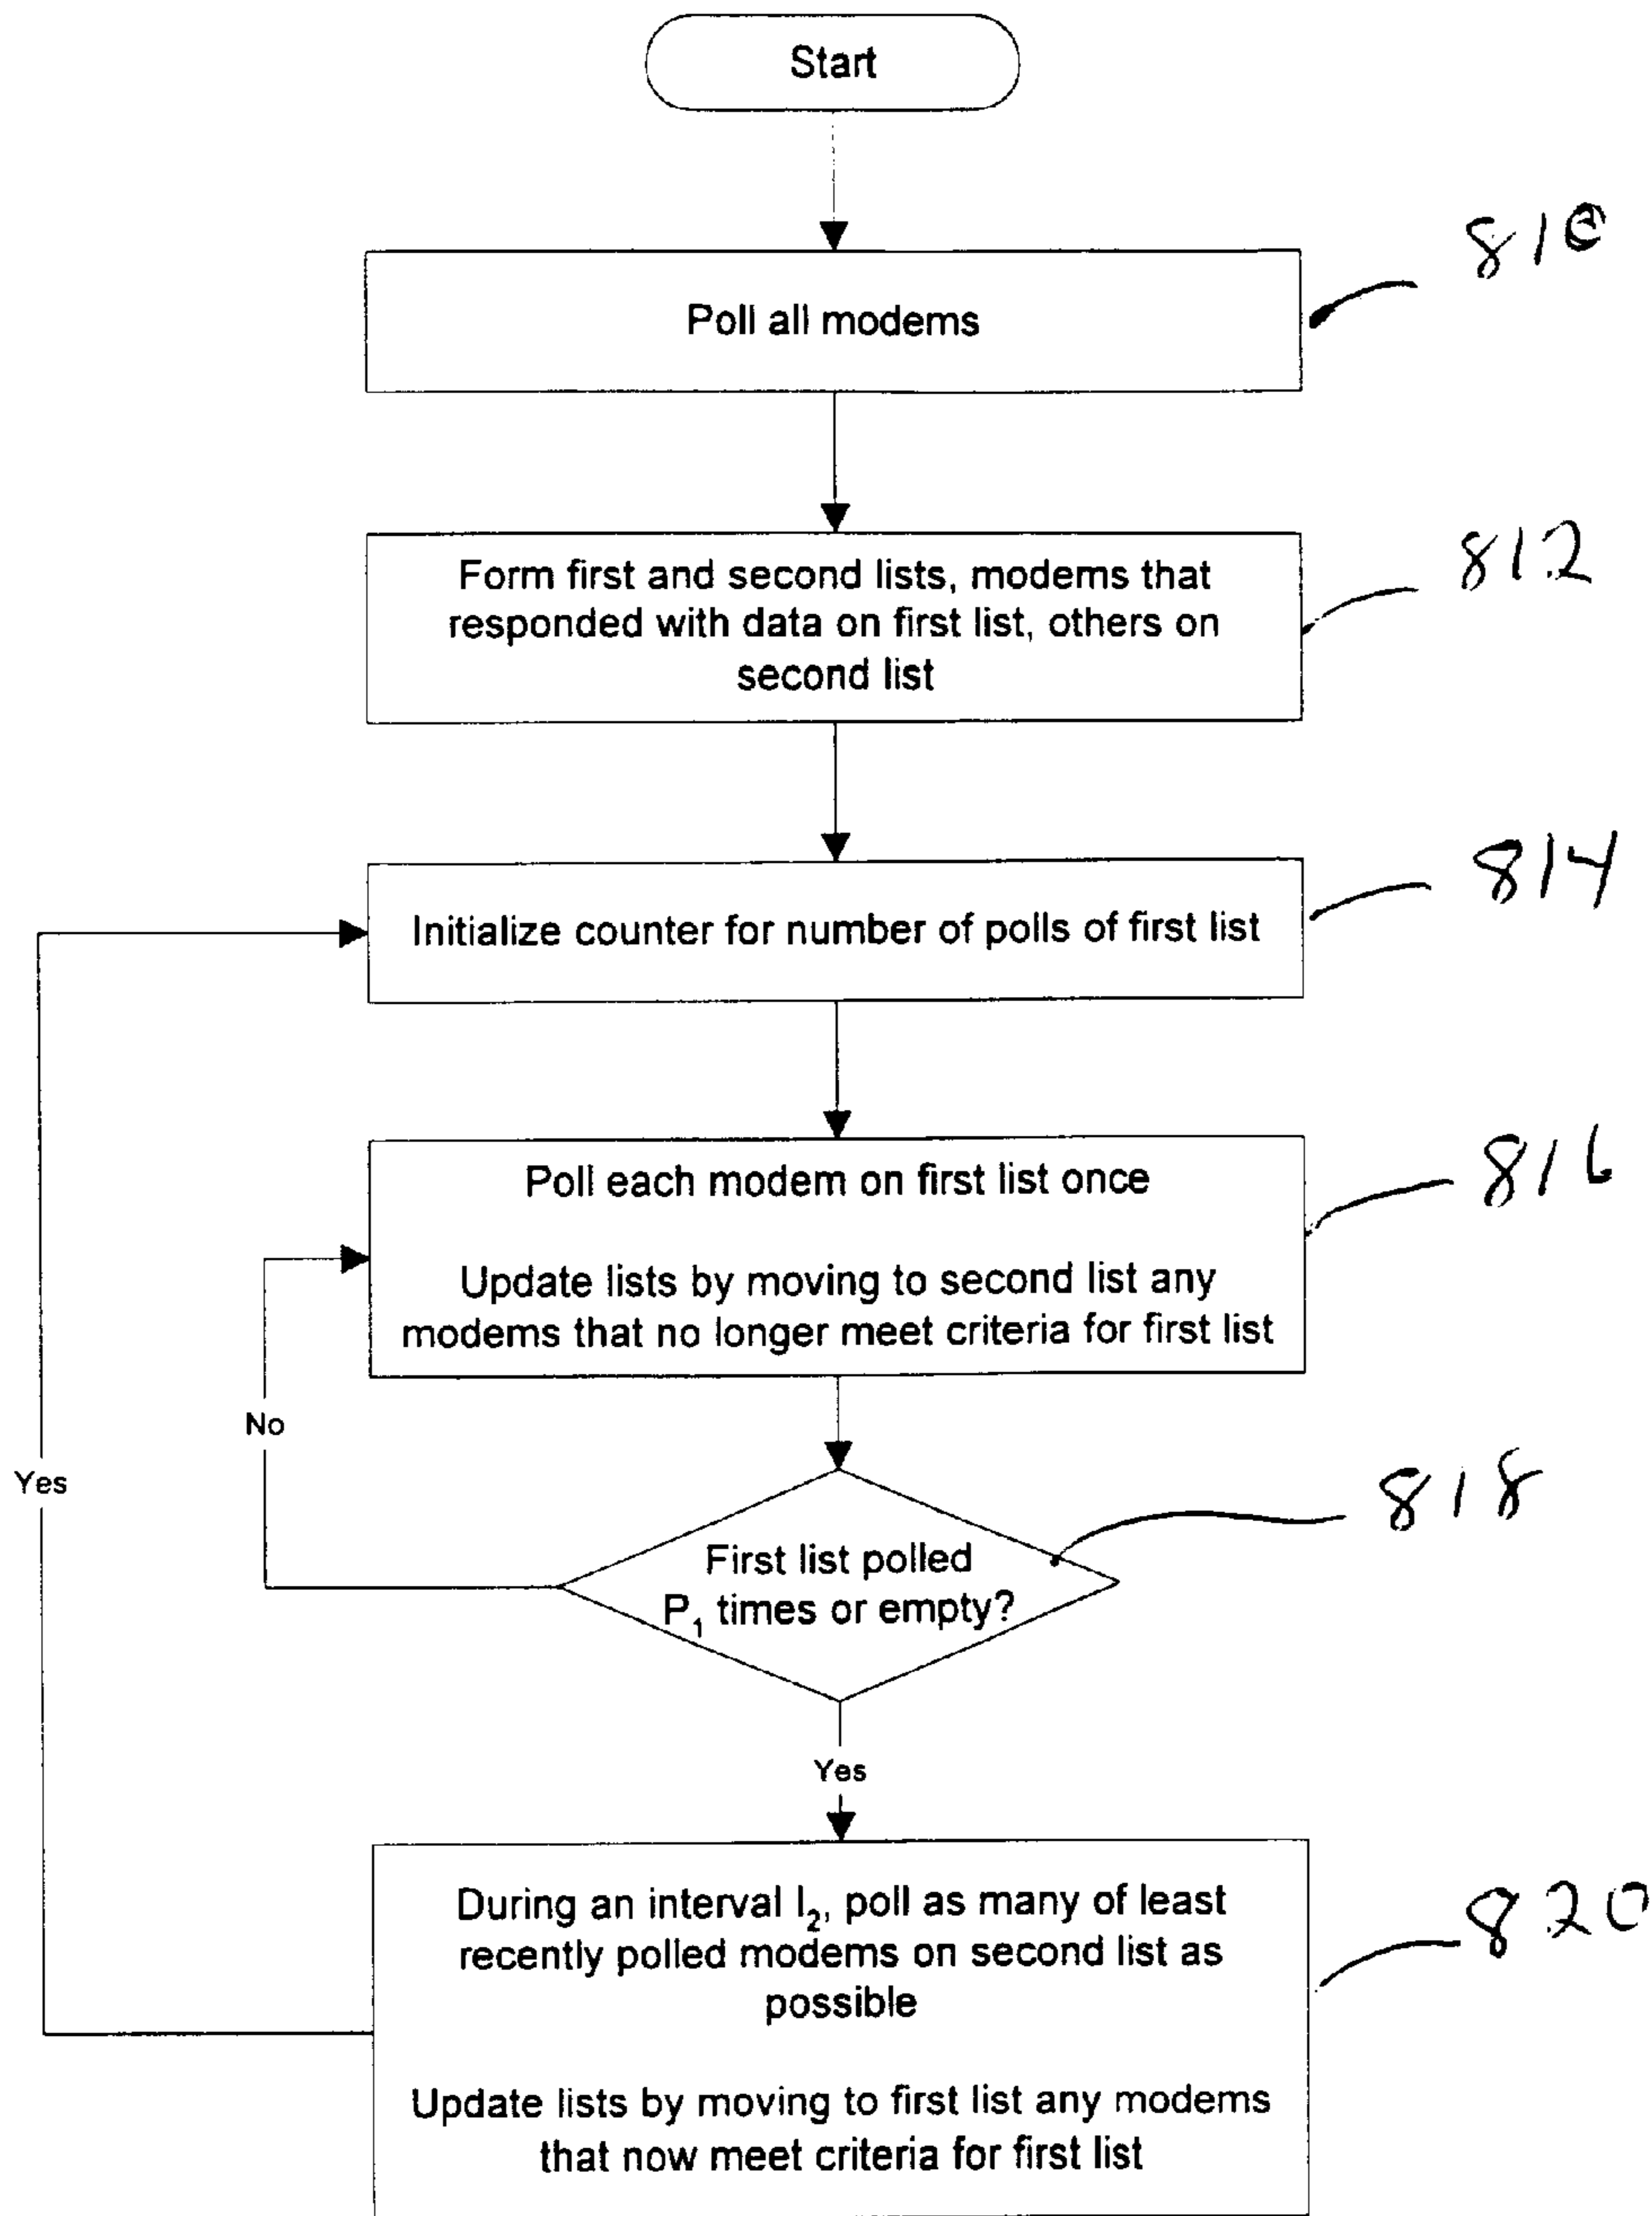 Start
810
Poll all modems
812
Form first and second lists, modems that
responded with data on first list, others on
second list
814
Initialize counter for number of polls of first list
816
Poll each modem on first list once
Update lists by moving to second list any
modems that no longer meet criteria for first list
No
Yes
818
First list polled
P₁ times or empty?
Yes
820
During an interval I₂, poll as many of least
recently polled modems on second list as
possible
Update lists by moving to first list any modems
that now meet criteria for first list